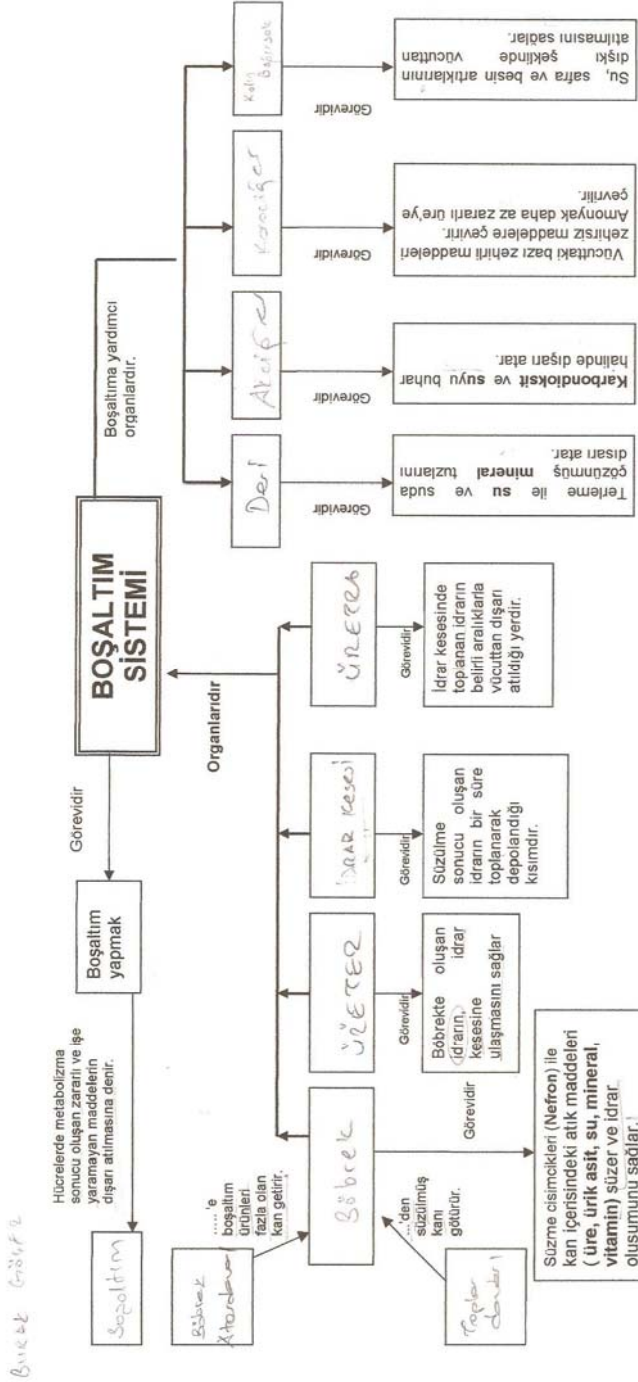 BOŞALTIM
SİSTEMİ
Görevidir
Boşaltım
yapmak
Hücrelerde metabolizma
sonucu oluşan zararlı ve işe
yaramayan maddelerin
dışarı atılmasına denir.
Boşaltım
Organlarıdır
Böbrek
Böbrek
Atardamarı
.....'e
boşaltım
ürünleri
fazla olan
kan getirir.
Toplar
damarı
...'den
süzülmüş
kanı
götürür.
Görevidir
Süzme cisimcikleri (Nefron) ile
kan içerisindeki atık maddeleri
( üre, ürik asit, su, mineral,
vitamin) süzer ve idrar
oluşumunu sağlar.
ÜRETER
Görevidir
Böbrekte oluşan
idrarın, idrar
kesesine
ulaşmasını sağlar
İDRAR Kesesi
Görevidir
Süzülme
sonucu oluşan
idrarın bir süre
toplanarak
depolandığı
kısımdır.
ÜRETRA
Görevidir
İdrar kesesinde
toplanan idrarın
belirli aralıklarla
vücuttan dışarı
atıldığı yerdir.
Boşaltıma yardımcı
organlardır.
Deri
Görevidir
Terleme ile su ve suda
çözünmüş mineral tuzlarını
dısarı atar.
Akciğer
Görevidir
Karbondioksit ve suyu buhar
halinde dışarı atar.
Karaciğer
Görevidir
Vücuttaki bazı zehirli maddeleri
zehirsiz maddelere çevirir.
Amonyak daha az zararlı üre'ye
çevrilir.
Kalın
Bağırsak
Görevidir
Su, safra ve besin artıklarının
dışkı şeklinde vücuttan
atılmasını sağlar.